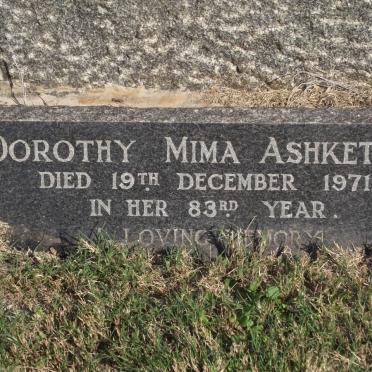 DOROTHY MIMA ASHKET
DIED 19TH DECEMBER 1971
IN HER 83RD YEAR.
LOVING MEMORY